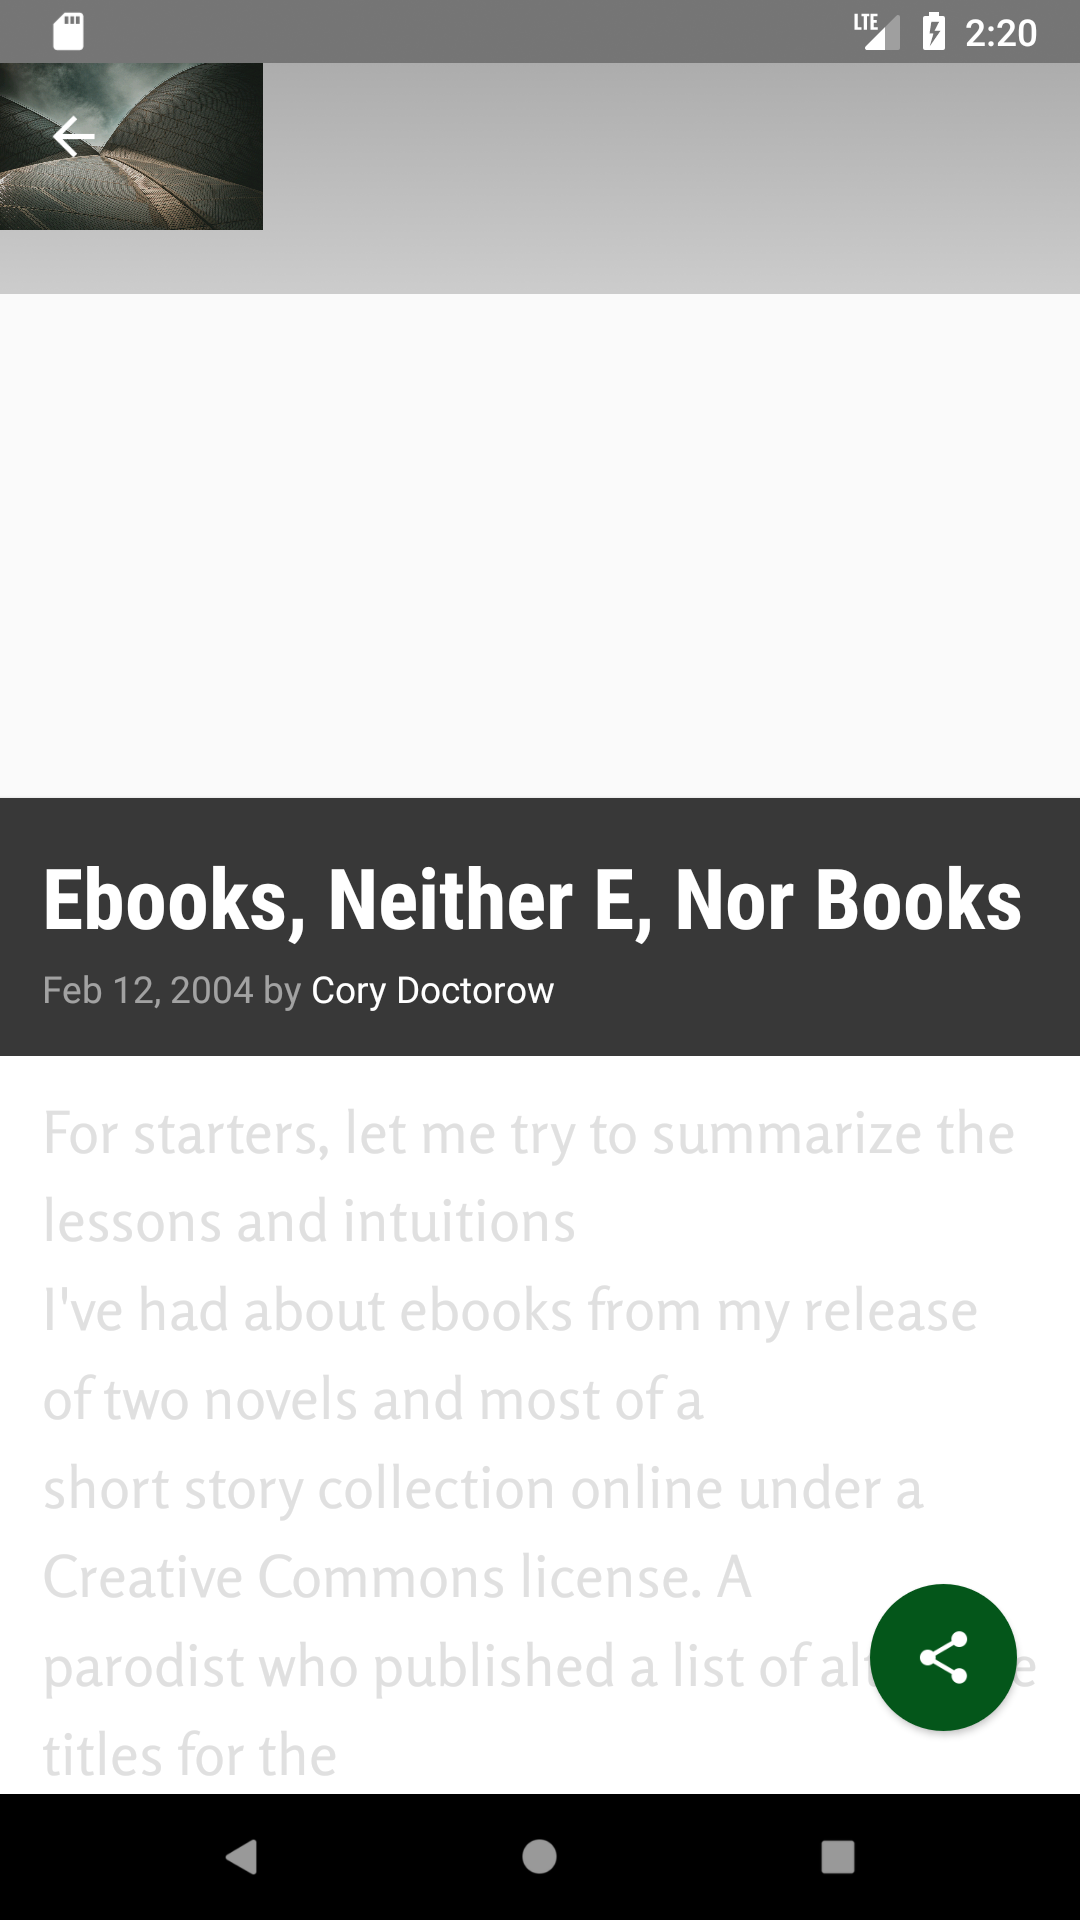 LTE 2:20
Ebooks, Neither E, Nor Books
Feb 12, 2004 by Cory Doctorow
For starters, let me try to summarize the
lessons and intuitions
I've had about ebooks from my release
of two novels and most of a
short story collection online under a
Creative Commons license. A
parodist who published a list of
titles for the